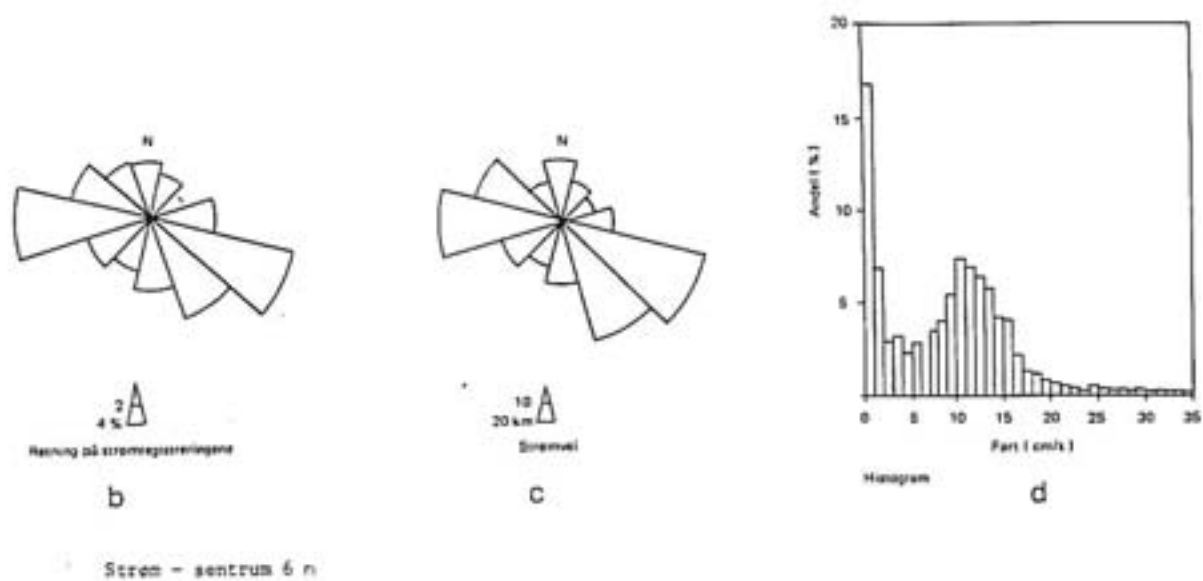 N
2
4 %
Retning på strømregistreringene
b
N
10
20 km
Strømvei
c
20
15
10
5
Andel ( % )
0 5 10 15 20 25 30 35
Fart ( cm/s )
Histogram
d
Strøm - sentrum 6 m